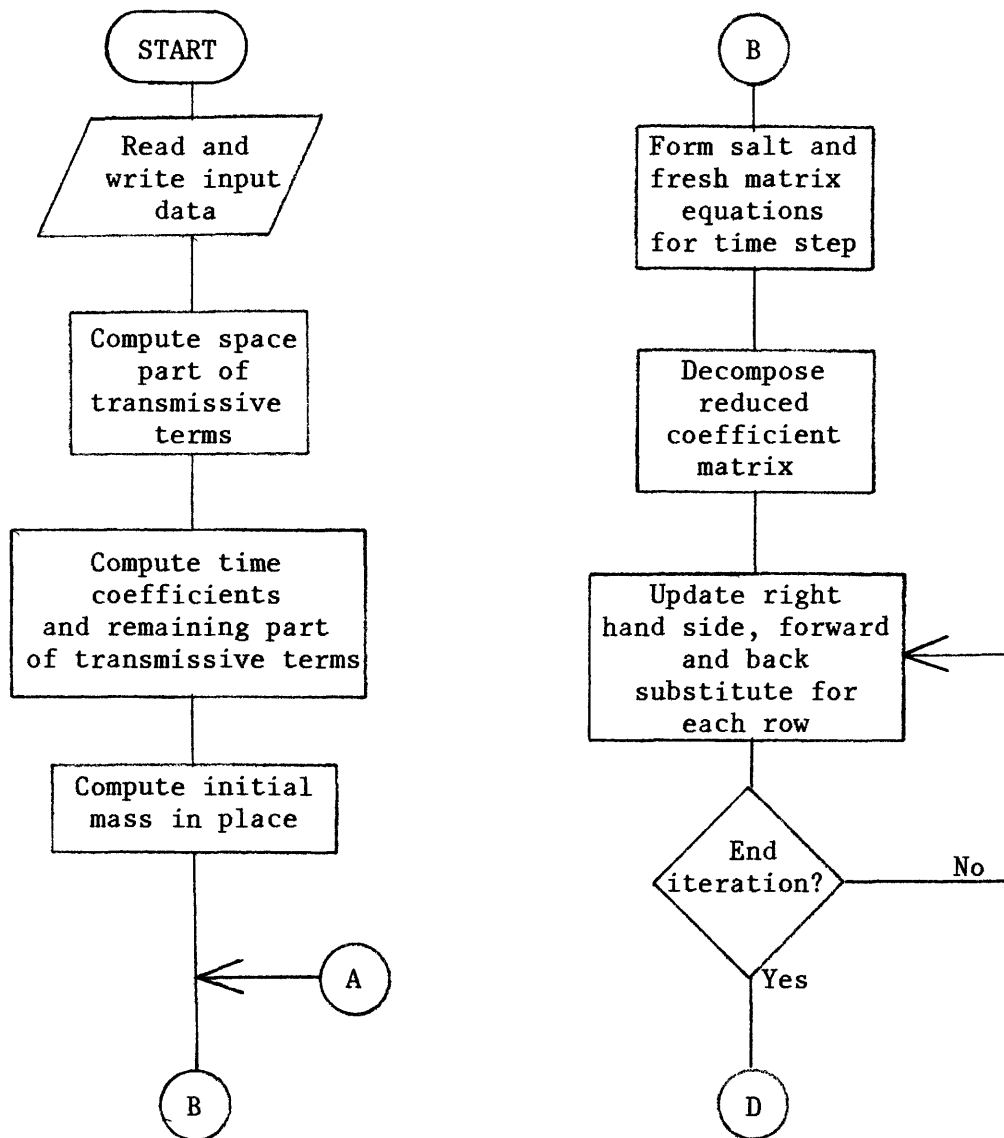 START
Read and
write input
data
Compute space
part of
transmissive
terms
Compute time
coefficients
and remaining part
of transmissive terms
Compute initial
mass in place
A
B
B
Form salt and
fresh matrix
equations
for time step
Decompose
reduced
coefficient
matrix
Update right
hand side, forward
and back
substitute for
each row
End
iteration?
No
Yes
D